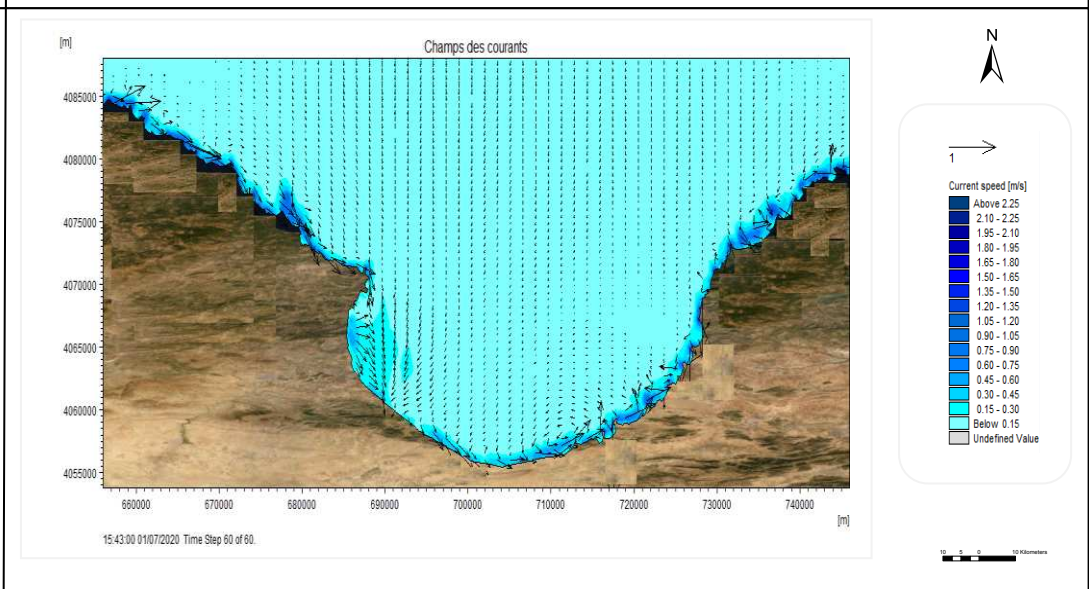 [m]
Champs des courants
4085000
4080000
4075000
4070000
4065000
4060000
4055000
660000 670000 680000 690000 700000 710000 720000 730000 740000
[m]
15:43:00 01/07/2020 Time Step 60 of 60.
N
1
Current speed [m/s]
Above 2.25
2.10 - 2.25
1.95 - 2.10
1.80 - 1.95
1.65 - 1.80
1.50 - 1.65
1.35 - 1.50
1.20 - 1.35
1.05 - 1.20
0.90 - 1.05
0.75 - 0.90
0.60 - 0.75
0.45 - 0.60
0.30 - 0.45
0.15 - 0.30
Below 0.15
Undefined Value
10 5 0 10 Kilometers